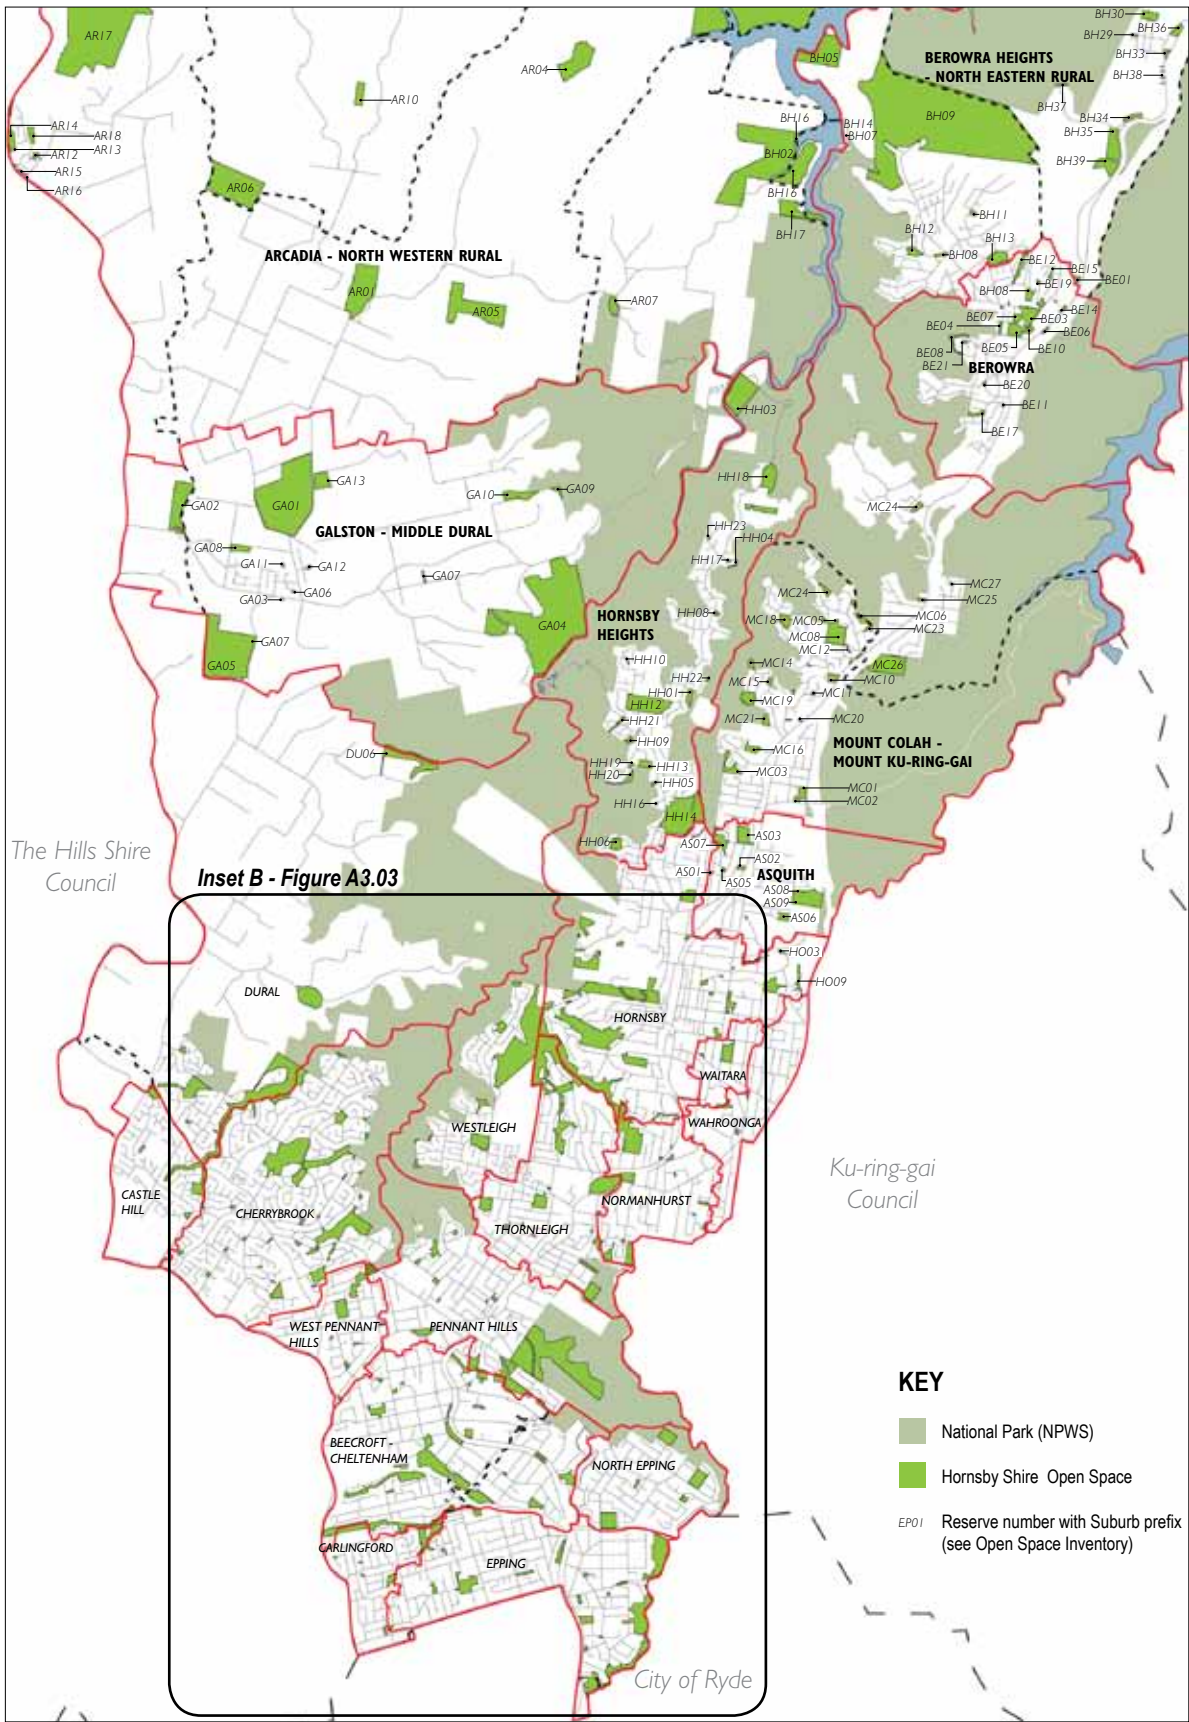 AR17
AR04
AR10
AR14
AR18
AR13
AR12
AR15
AR16
AR06
ARCADIA - NORTH WESTERN RURAL
AR01
AR05
AR07
BH30
BH36
BH29
BH33
BH38
BH05
BEROWRA HEIGHTS
- NORTH EASTERN RURAL
BH37
BH09
BH34
BH35
BH39
BH16
BH14
BH07
BH02
BH16
BH17
BH11
BH12
BH13
BH08
BE12
BE15
BE01
BE19
BH08
BE14
BE07
BE03
BE04
BE06
BE05
BE10
BE08
BE21
BEROWRA
BE20
BE11
BE17
HH03
HH18
GA13
GA02
GA01
GA10
GA09
GALSTON - MIDDLE DURAL
GA08
GA11
GA12
GA07
GA03
GA06
GA04
GA07
GA05
MC24
HH23
HH04
HH17
HORNSBY
HEIGHTS
HH08
HH10
HH22
HH01
HH12
HH21
HH09
HH19
HH20
HH13
HH05
HH16
HH14
HH06
MC24
MC27
MC25
MC18
MC05
MC06
MC08
MC23
MC12
MC14
MC26
MC15
MC10
MC19
MC11
MC21
MC20
MOUNT COLAH -
MOUNT KU-RING-GAI
MC16
MC03
MC01
MC02
DU06
AS03
AS07
AS02
AS01
AS05
ASQUITH
AS08
AS09
AS06
HO03
HO09
The Hills Shire
Council
Inset B - Figure A3.03
DURAL
HORNSBY
WAITARA
WESTLEIGH
WAHROONGA
Ku-ring-gai
Council
CASTLE
HILL
CHERRYBROOK
NORMANHURST
THORNLEIGH
WEST PENNANT
HILLS
PENNANT HILLS
BEECROFT -
CHELTENHAM
NORTH EPPING
CARLINGFORD
EPPING
City of Ryde
KEY
National Park (NPWS)
Hornsby Shire Open Space
EP01 Reserve number with Suburb prefix
(see Open Space Inventory)